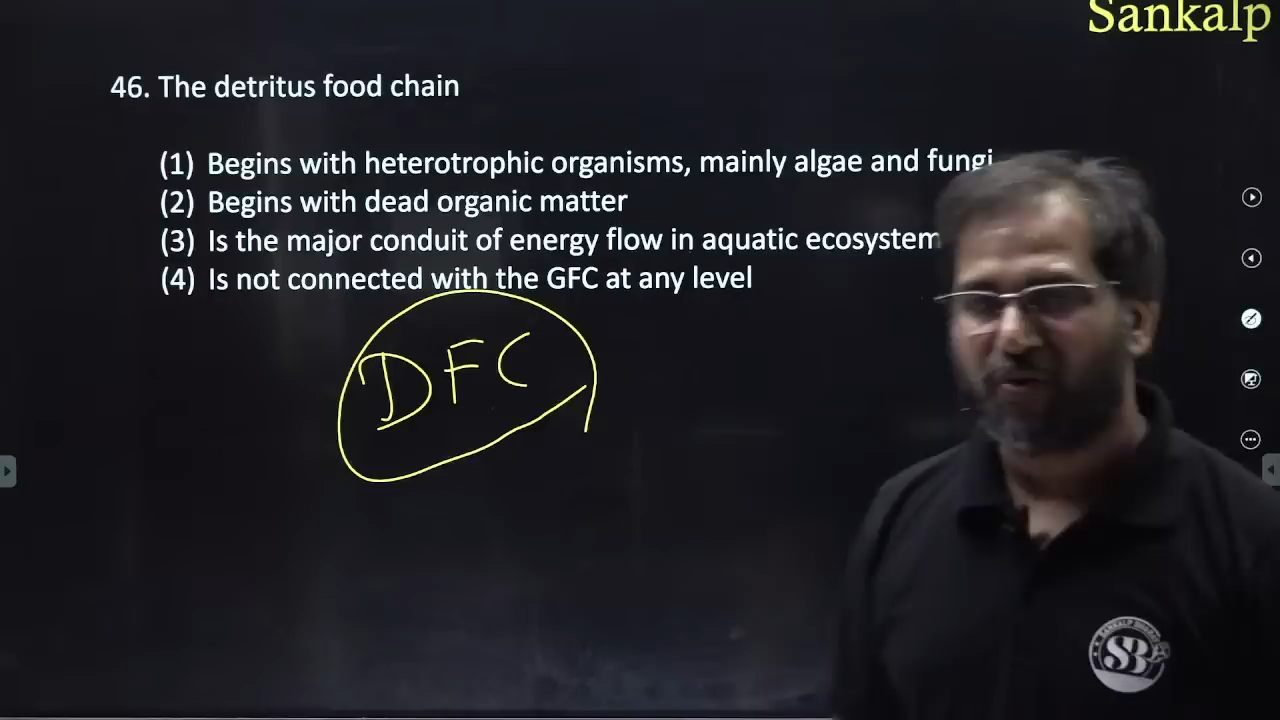 Sankalp
46. The detritus food chain
(1) Begins with heterotrophic organisms, mainly algae and fungi
(2) Begins with dead organic matter
(3) Is the major conduit of energy flow in aquatic ecosystem
(4) Is not connected with the GFC at any level
DFC
SB